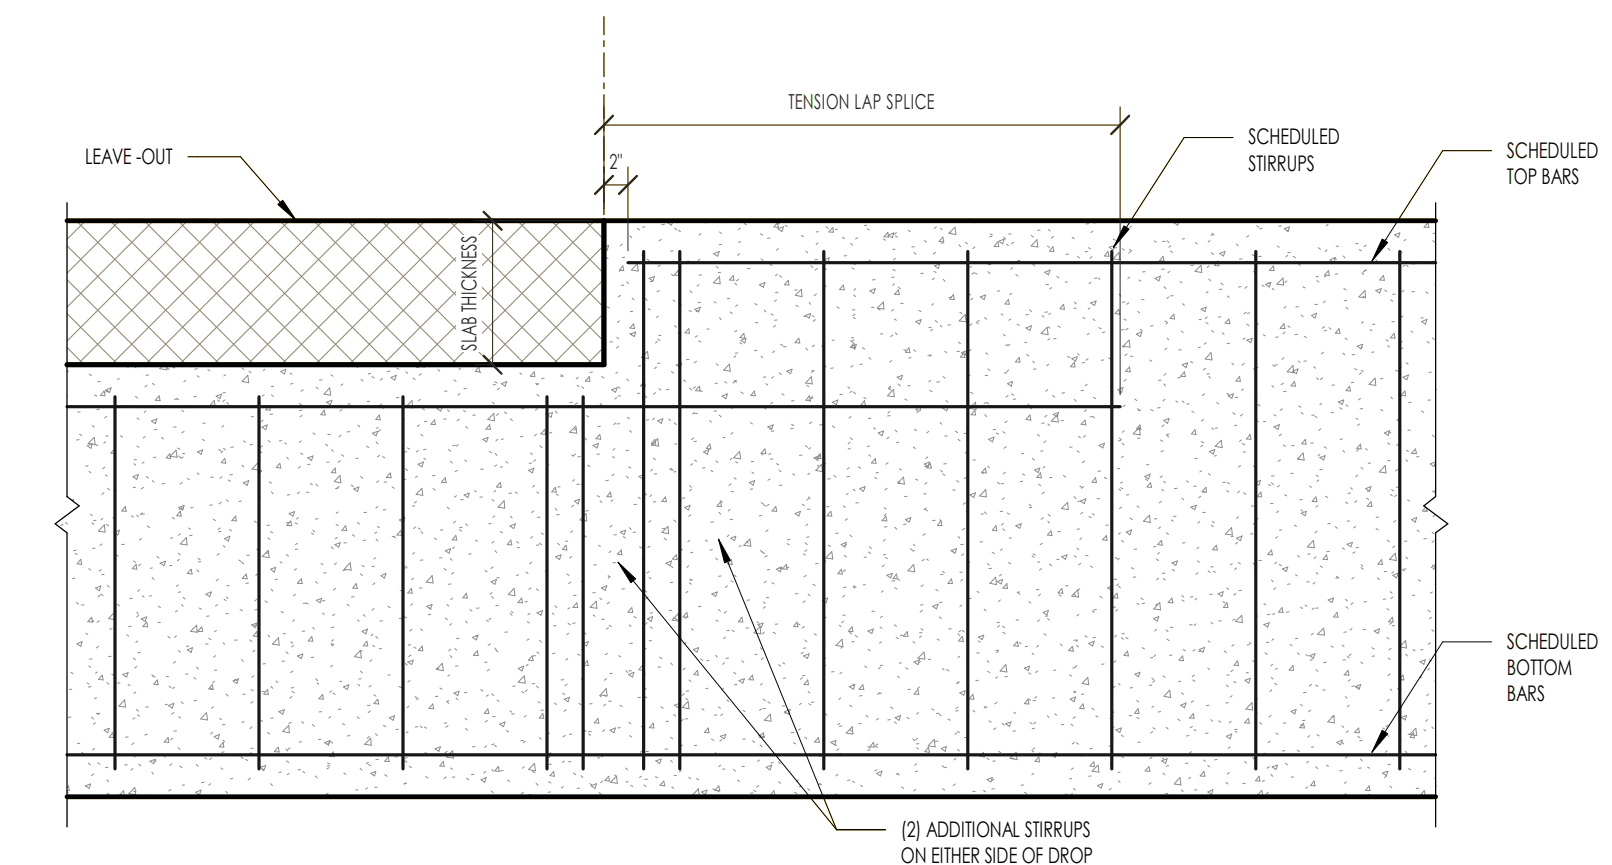 TENSION LAP SPLICE
LEAVE -OUT
2"
SCHEDULED
STIRRUPS
SCHEDULED
TOP BARS
SLAB THICKNESS
SCHEDULED
BOTTOM
BARS
(2) ADDITIONAL STIRRUPS
ON EITHER SIDE OF DROP